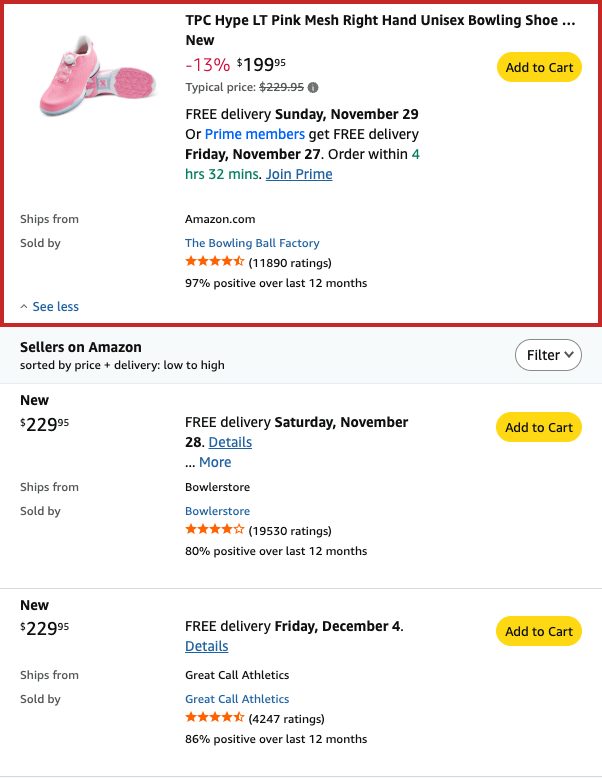 TPC Hype LT Pink Mesh Right Hand Unisex Bowling Shoe ...
New
-13% $199⁹⁵
Typical price: $229.95
FREE delivery Sunday, November 29
Or Prime members get FREE delivery
Friday, November 27. Order within 4
hrs 32 mins. Join Prime
Add to Cart
Ships from Amazon.com
Sold by The Bowling Ball Factory
(11890 ratings)
97% positive over last 12 months
See less
Sellers on Amazon
sorted by price + delivery: low to high
Filter
New
$229⁹⁵
FREE delivery Saturday, November
28. Details
... More
Add to Cart
Ships from Bowlerstore
Sold by Bowlerstore
(19530 ratings)
80% positive over last 12 months
New
$229⁹⁵
FREE delivery Friday, December 4.
Details
Add to Cart
Ships from Great Call Athletics
Sold by Great Call Athletics
(4247 ratings)
86% positive over last 12 months